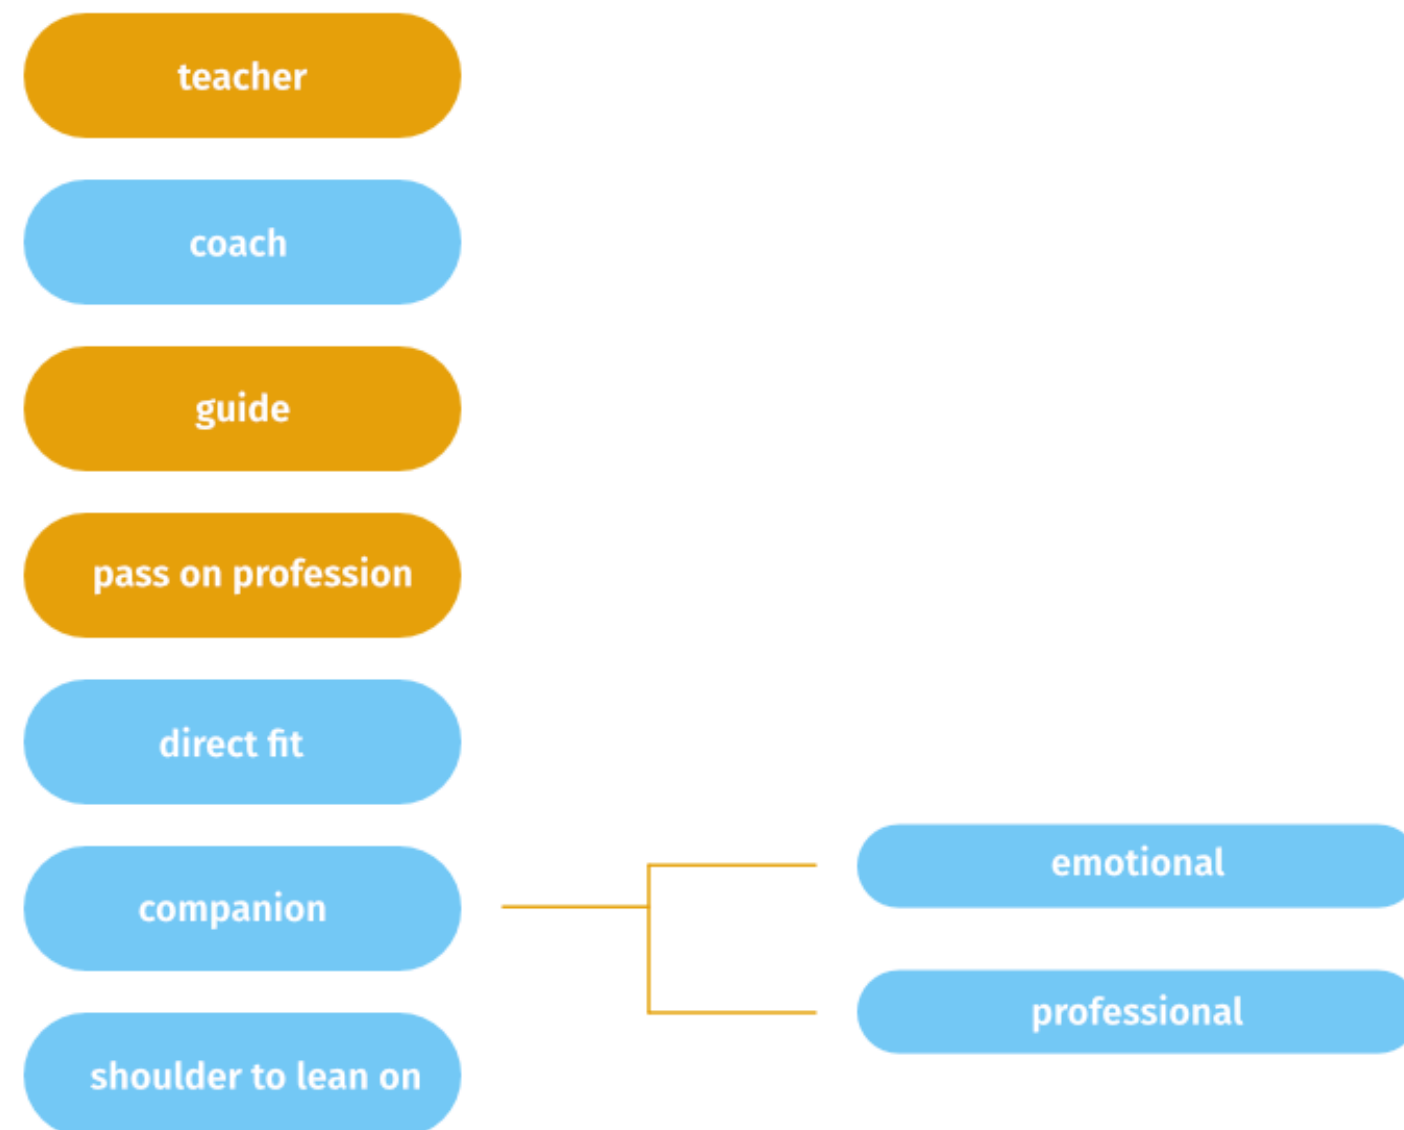 teacher
coach
guide
pass on profession
direct fit
companion
emotional
professional
shoulder to lean on